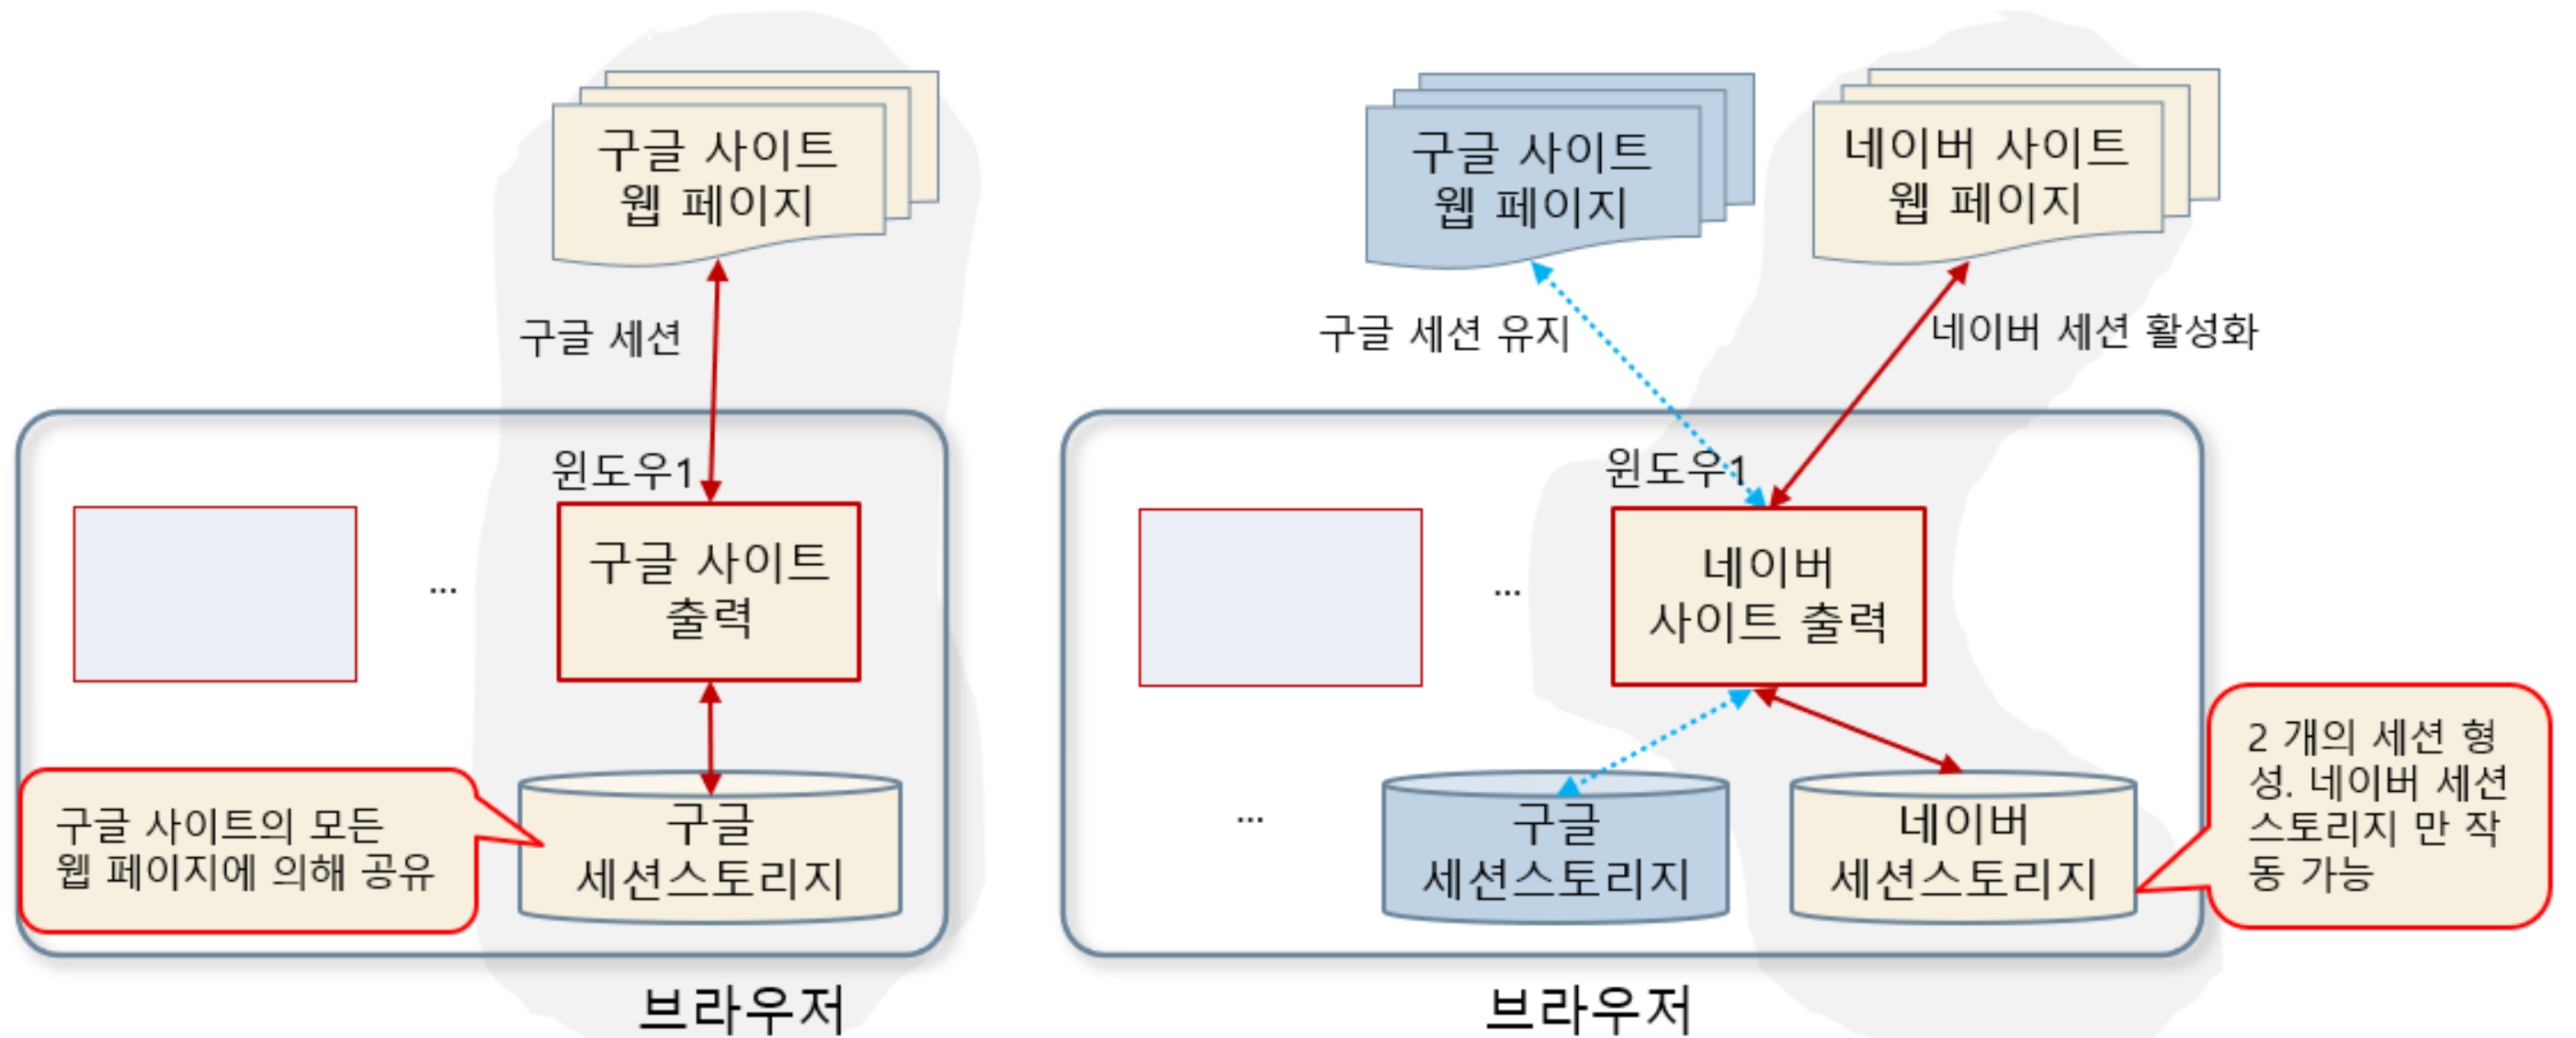 구글 사이트
웹 페이지
구글 세션
윈도우1
구글 사이트
출력
...
구글 사이트의 모든
웹 페이지에 의해 공유
구글
세션스토리지
브라우저
구글 사이트
웹 페이지
네이버 사이트
웹 페이지
구글 세션 유지
네이버 세션 활성화
윈도우1
네이버
사이트 출력
...
...
구글
세션스토리지
네이버
세션스토리지
2 개의 세션 형
성. 네이버 세션
스토리지 만 작
동 가능
브라우저